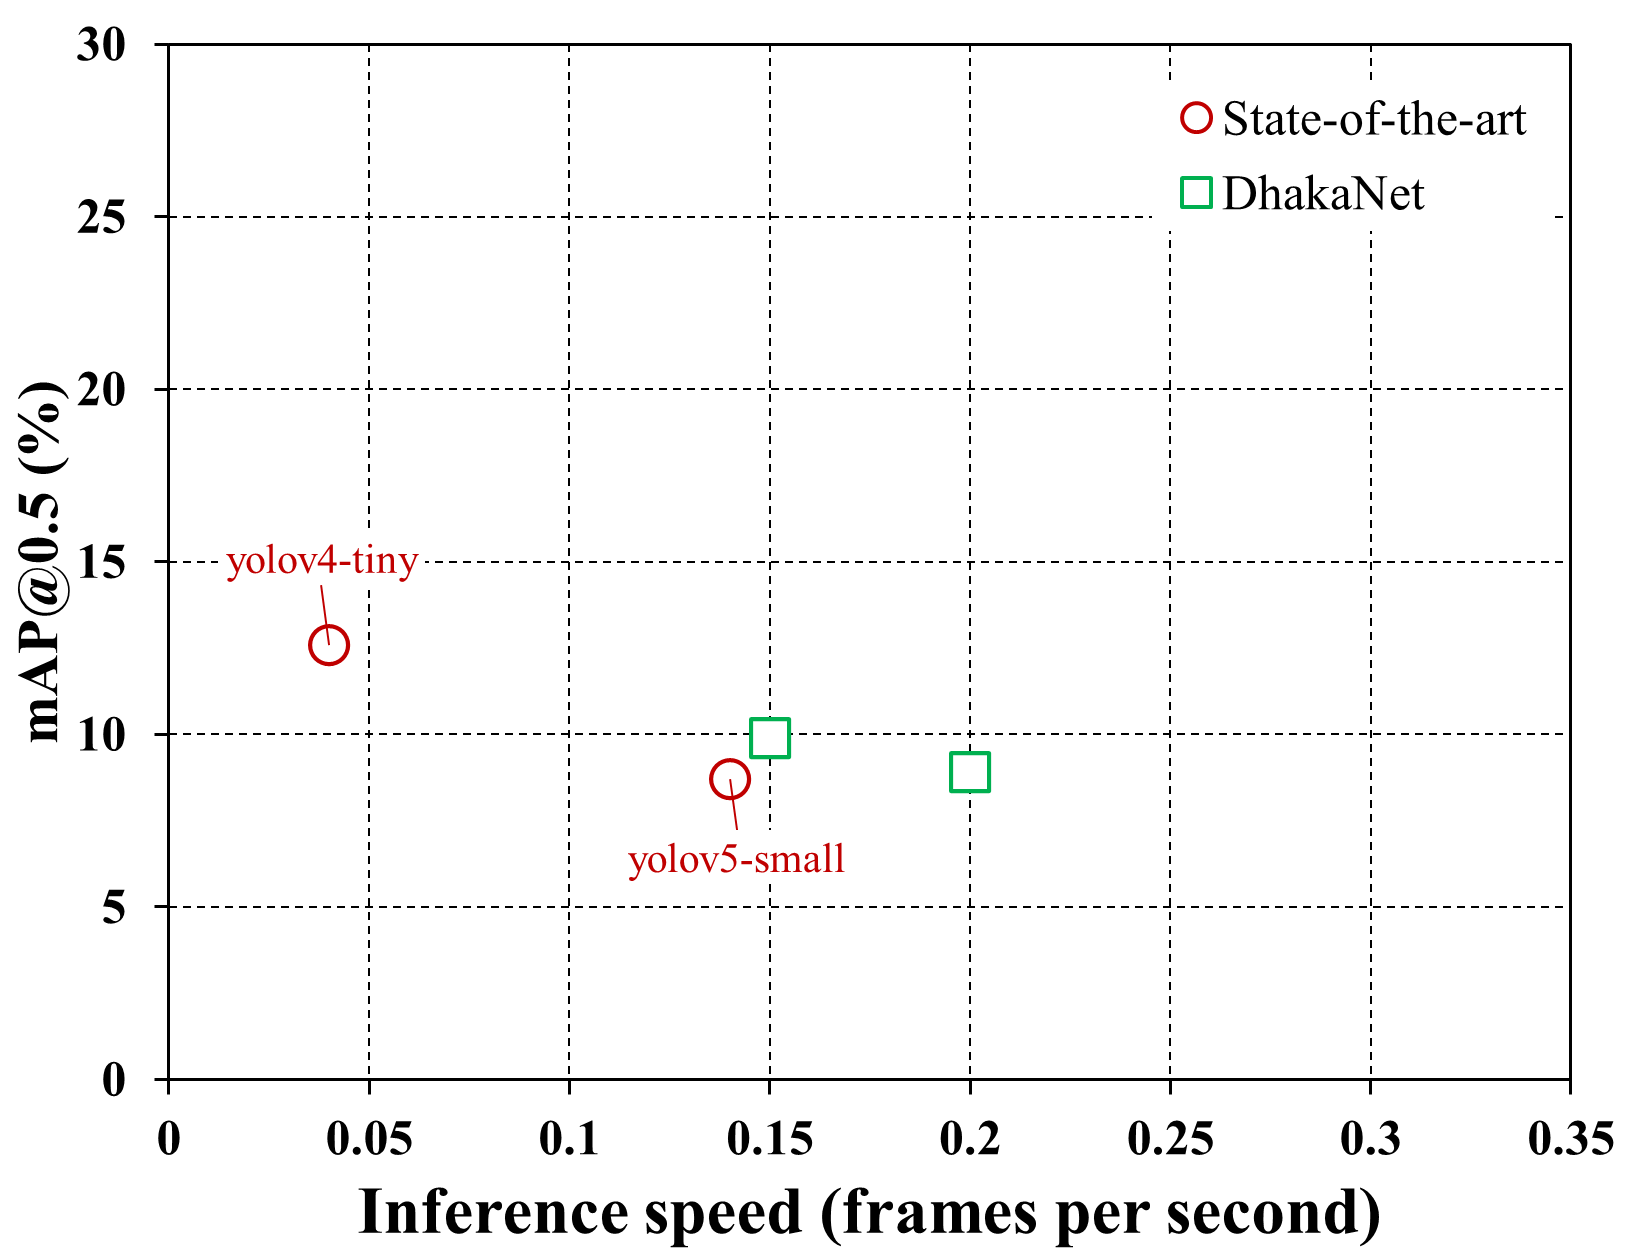 30
25
20
15
10
5
0
mAP@0.5 (%)
State-of-the-art
DhakaNet
yolov4-tiny
yolov5-small
0 0.05 0.1 0.15 0.2 0.25 0.3 0.35
Inference speed (frames per second)